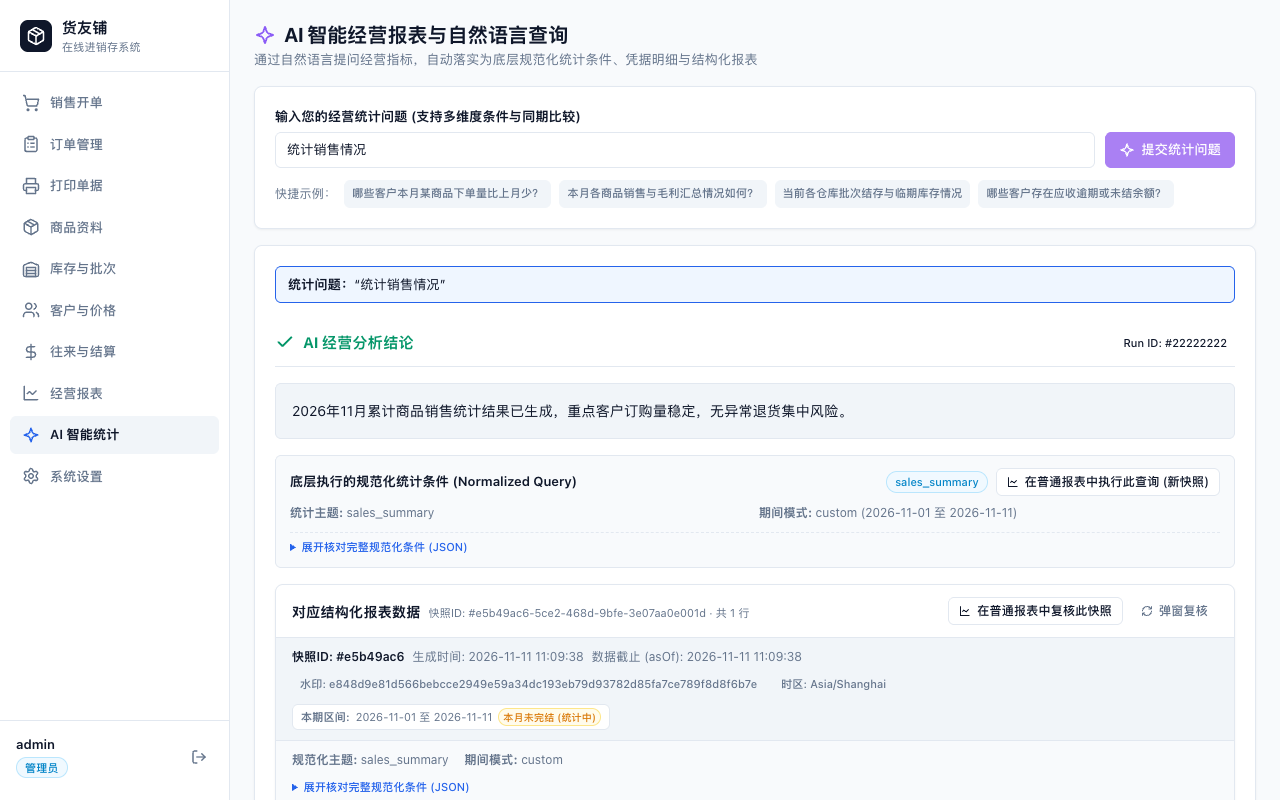 货友铺
在线进销存系统
销售开单
订单管理
打印单据
商品资料
库存与批次
客户与价格
往来与结算
经营报表
AI 智能统计
系统设置
admin
管理员
AI 智能经营报表与自然语言查询
通过自然语言提问经营指标，自动落实为底层规范化统计条件、凭据明细与结构化报表
输入您的经营统计问题 (支持多维度条件与同期比较)
统计销售情况
提交统计问题
快捷示例：
哪些客户本月某商品下单量比上月少?
本月各商品销售与毛利汇总情况如何?
当前各仓库批次结存与临期库存情况
哪些客户存在应收逾期或未结余额?
统计问题：“统计销售情况”
AI 经营分析结论
Run ID: #22222222
2026年11月累计商品销售统计结果已生成，重点客户订购量稳定，无异常退货集中风险。
底层执行的规范化统计条件 (Normalized Query)
sales_summary
在普通报表中执行此查询 (新快照)
统计主题: sales_summary
期间模式: custom (2026-11-01 至 2026-11-11)
展开核对完整规范化条件 (JSON)
对应结构化报表数据 快照ID: #e5b49ac6-5ce2-468d-9bfe-3e07aa0e001d · 共 1 行
在普通报表中复核此快照
弹窗复核
快照ID: #e5b49ac6 生成时间: 2026-11-11 11:09:38 数据截止 (asOf): 2026-11-11 11:09:38
水印: e848d9e81d566bebcce2949e59a34dc193eb79d93782d85fa7ce789f8d8f6b7e 时区: Asia/Shanghai
本期区间: 2026-11-01 至 2026-11-11 本月未完结 (统计中)
规范化主题: sales_summary 期间模式: custom
展开核对完整规范化条件 (JSON)